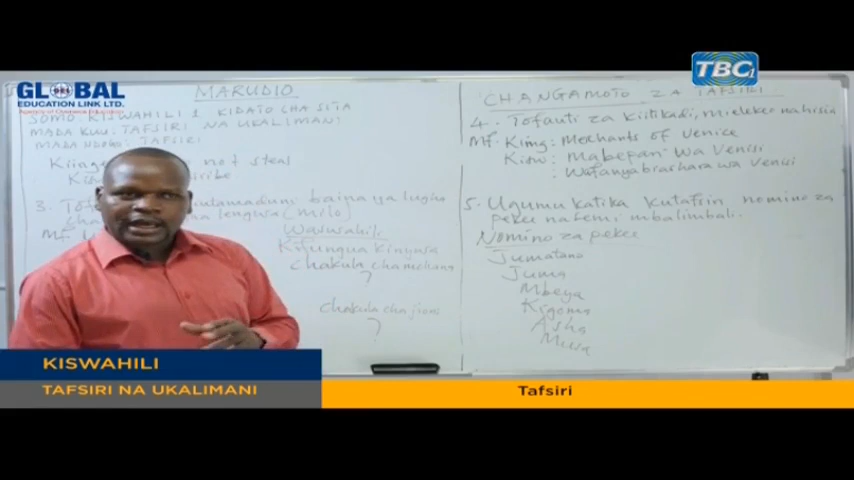 GLOBAL
EDUCATION LINK LTD.
TBC1
MARUDIO
SOMO: KISWAHILI 1 KIDATO CHA SITA
MADA KUU: TAFSIRI NA UKALIMANI
MADA NDOGO: TAFSIRI
not steal
3. baina ya lugha
na lengwa
Mf.
Waswahili
Kufungua kinywa
Chakula cha mchana
?
Chakula cha jioni
?
CHANGAMOTO ZA TAFSIRI
4. Tofauti za kiitikadi, mielekeo na hisia
Mf. King: Merchants of Venice
Kisw: Mabepari wa Venisi
: Wafanyabiashara wa Venisi
5. Ugumu katika kutafsiri nomino za
pekee na semi mbalimbali.
Nomino za pekee
Jumatano
Juma
Mbeya
Kigoma
Asha
Musa
KISWAHILI
TAFSIRI NA UKALIMANI
Tafsiri